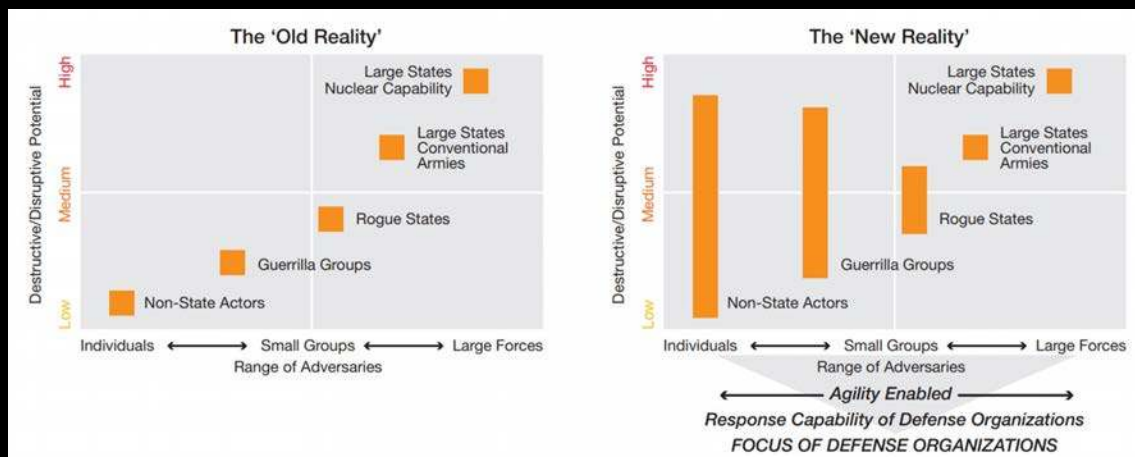 The 'Old Reality'
Destructive/Disruptive Potential
High
Medium
Low
Large States
Nuclear Capability
Large States
Conventional
Armies
Rogue States
Guerrilla Groups
Non-State Actors
Individuals
Small Groups
Large Forces
Range of Adversaries
The 'New Reality'
Destructive/Disruptive Potential
High
Medium
Low
Large States
Nuclear Capability
Large States
Conventional
Armies
Rogue States
Guerrilla Groups
Non-State Actors
Individuals
Small Groups
Large Forces
Range of Adversaries
Agility Enabled
Response Capability of Defense Organizations
FOCUS OF DEFENSE ORGANIZATIONS